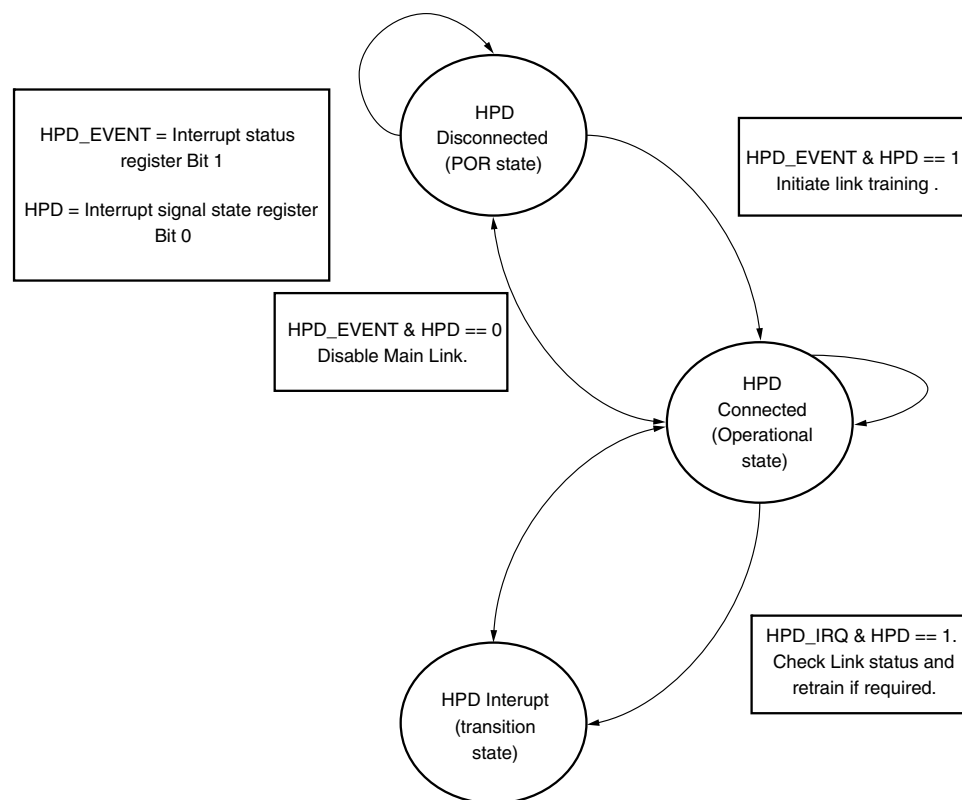 HPD
Disconnected
(POR state)
HPD_EVENT = Interrupt status
register Bit 1
HPD = Interrupt signal state register
Bit 0
HPD_EVENT & HPD == 1
Initiate link training .
HPD_EVENT & HPD == 0
Disable Main Link.
HPD
Connected
(Operational
state)
HPD_IRQ & HPD == 1.
Check Link status and
retrain if required.
HPD Interupt
(transition
state)